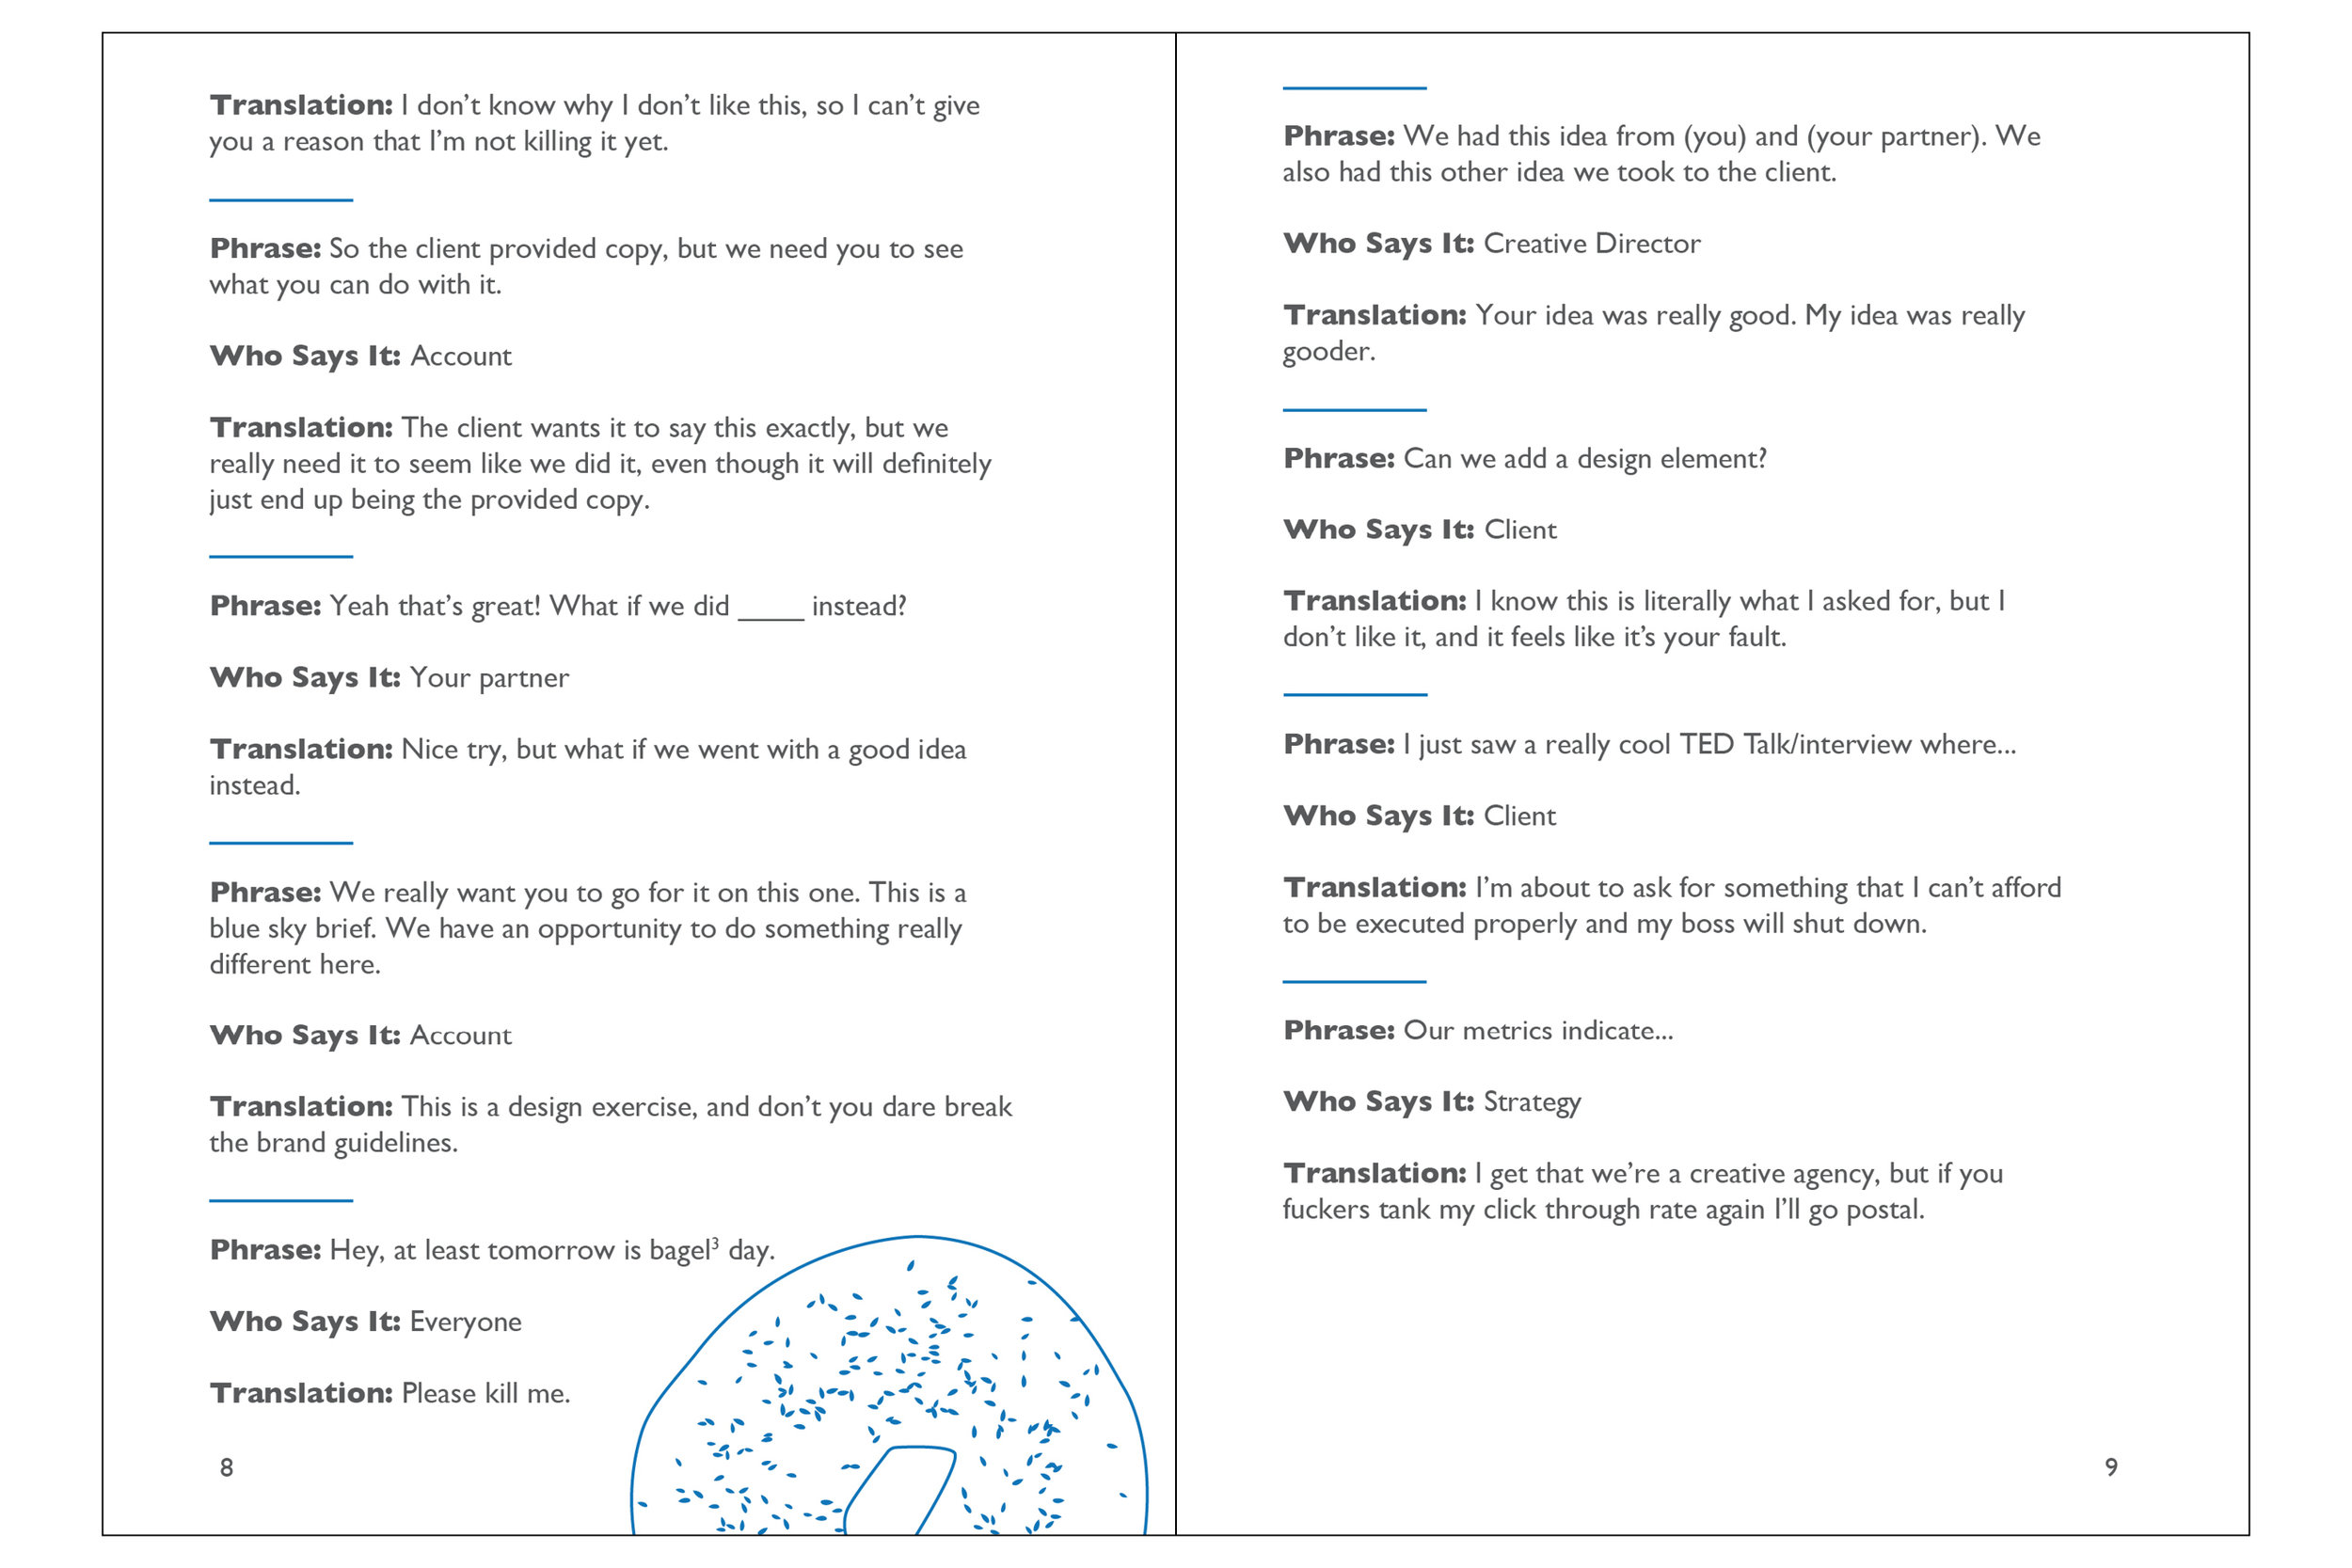 Translation: I don’t know why I don’t like this, so I can’t give
you a reason that I’m not killing it yet.
Phrase: So the client provided copy, but we need you to see
what you can do with it.
Who Says It: Account
Translation: The client wants it to say this exactly, but we
really need it to seem like we did it, even though it will definitely
just end up being the provided copy.
Phrase: Yeah that’s great! What if we did _____ instead?
Who Says It: Your partner
Translation: Nice try, but what if we went with a good idea
instead.
Phrase: We really want you to go for it on this one. This is a
blue sky brief. We have an opportunity to do something really
different here.
Who Says It: Account
Translation: This is a design exercise, and don’t you dare break
the brand guidelines.
Phrase: Hey, at least tomorrow is bagel³ day.
Who Says It: Everyone
Translation: Please kill me.
8
Phrase: We had this idea from (you) and (your partner). We
also had this other idea we took to the client.
Who Says It: Creative Director
Translation: Your idea was really good. My idea was really
gooder.
Phrase: Can we add a design element?
Who Says It: Client
Translation: I know this is literally what I asked for, but I
don’t like it, and it feels like it’s your fault.
Phrase: I just saw a really cool TED Talk/interview where...
Who Says It: Client
Translation: I’m about to ask for something that I can’t afford
to be executed properly and my boss will shut down.
Phrase: Our metrics indicate...
Who Says It: Strategy
Translation: I get that we’re a creative agency, but if you
fuckers tank my click through rate again I’ll go postal.
9